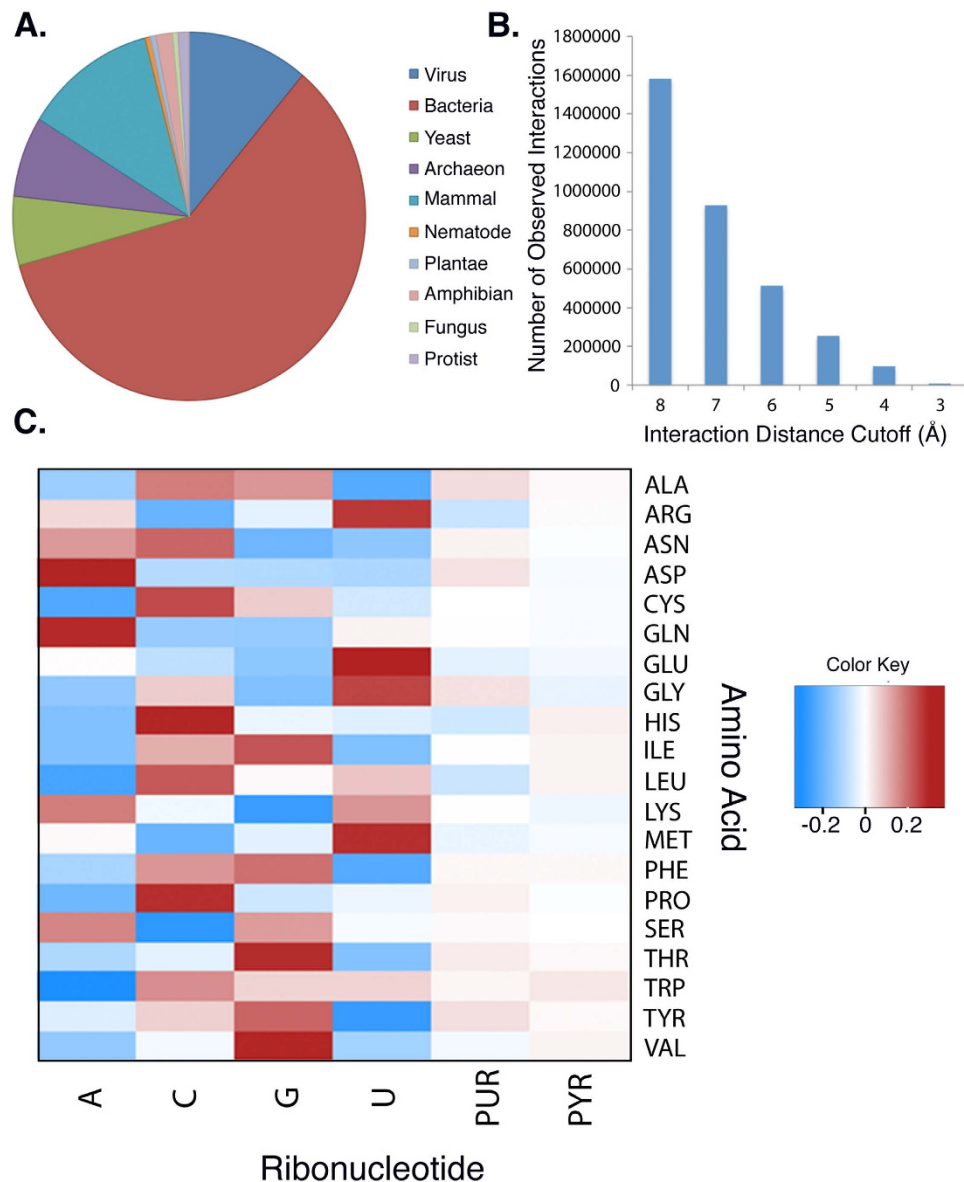 A.
Virus
Bacteria
Yeast
Archaeon
Mammal
Nematode
Plantae
Amphibian
Fungus
Protist
B.
Number of Observed Interactions
1800000
1600000
1400000
1200000
1000000
800000
600000
400000
200000
0
8 7 6 5 4 3
Interaction Distance Cutoff (Å)
C.
ALA
ARG
ASN
ASP
CYS
GLN
GLU
GLY
HIS
ILE
LEU
LYS
MET
PHE
PRO
SER
THR
TRP
TYR
VAL
Amino Acid
A C G U PUR PYR
Ribonucleotide
Color Key
-0.2 0 0.2